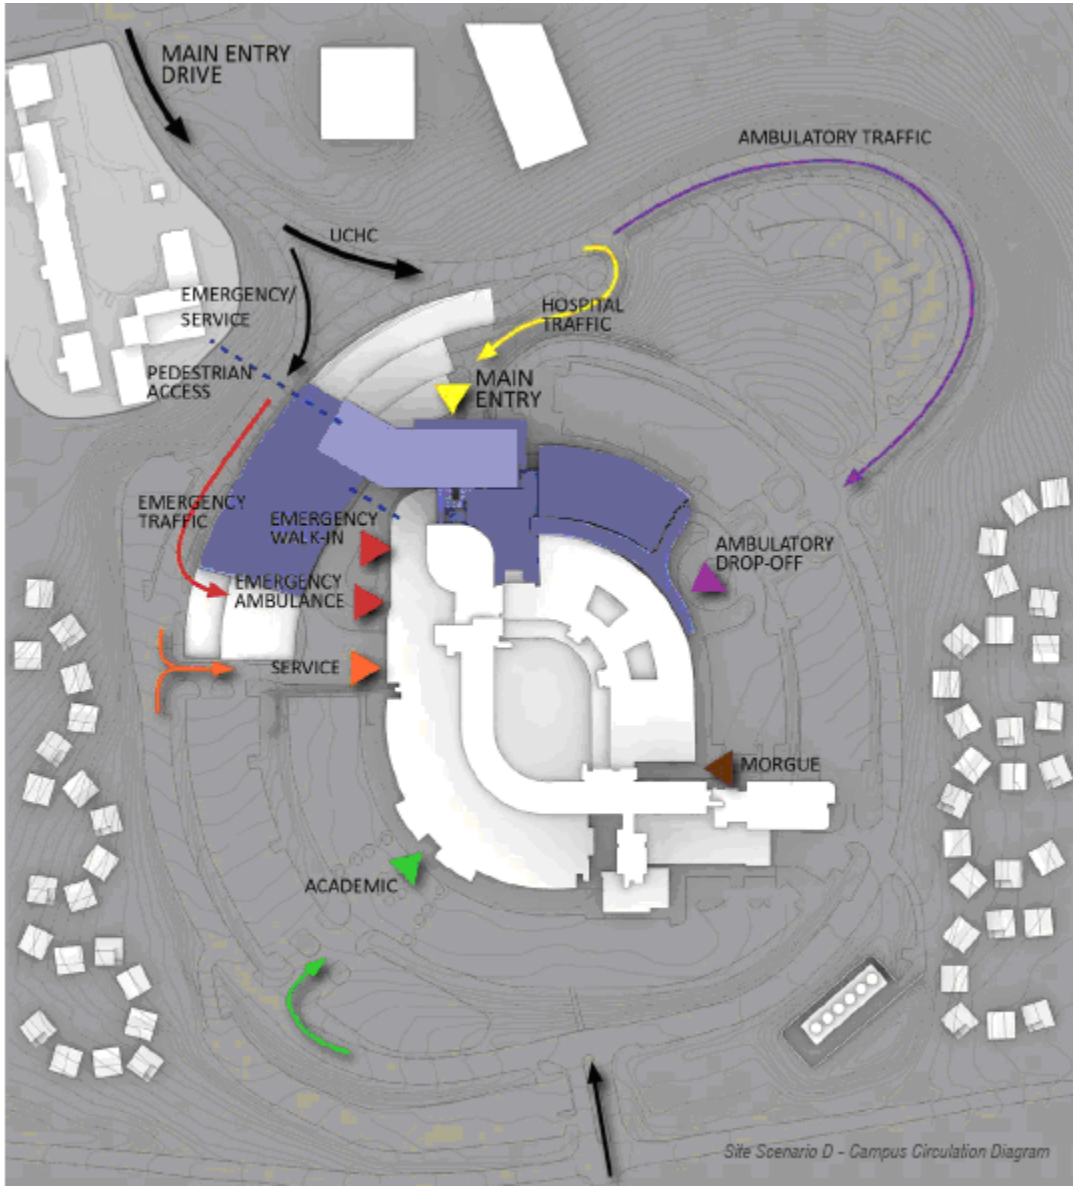 MAIN ENTRY
DRIVE
AMBULATORY TRAFFIC
UCHC
EMERGENCY/
SERVICE
HOSPITAL
TRAFFIC
PEDESTRIAN
ACCESS
MAIN
ENTRY
EMERGENCY
TRAFFIC
EMERGENCY
WALK-IN
AMBULATORY
DROP-OFF
EMERGENCY
AMBULANCE
SERVICE
MORGUE
ACADEMIC
Site Scenario D - Campus Circulation Diagram